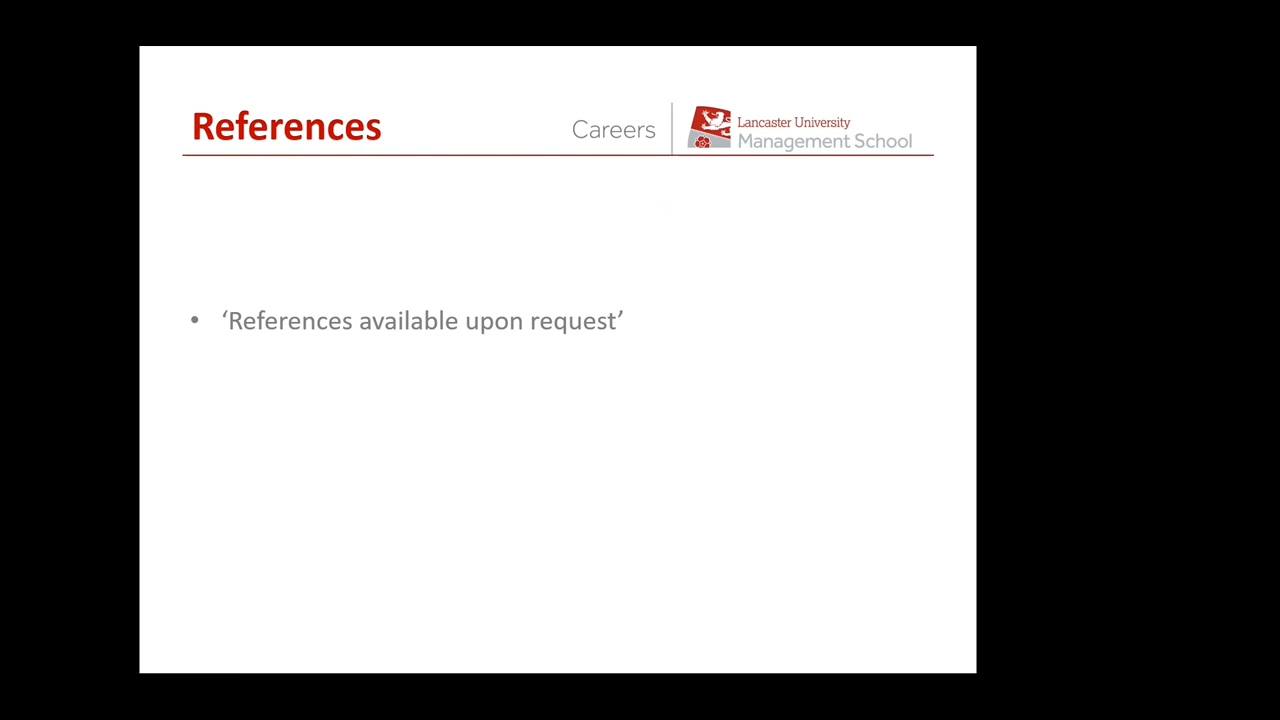 References
Careers
Lancaster University
Management School
• ‘References available upon request’